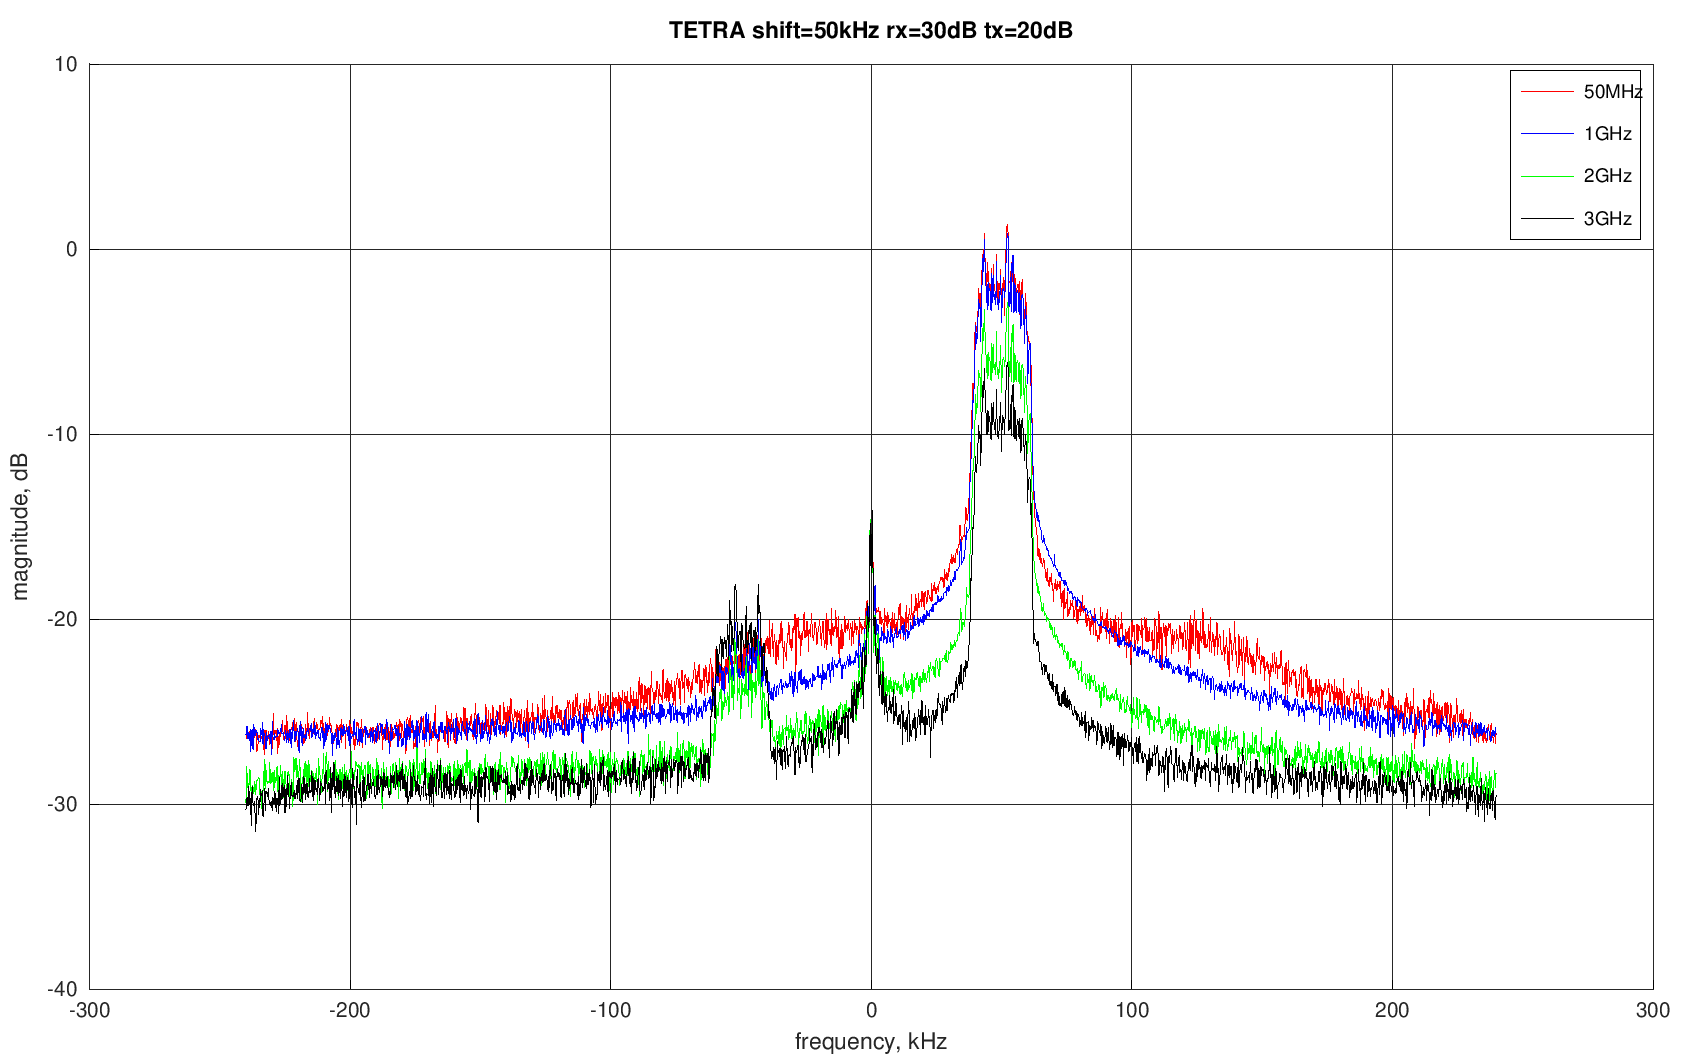 TETRA shift=50kHz rx=30dB tx=20dB
10
0
-10
-20
-30
-40
magnitude, dB
50MHz
1GHz
2GHz
3GHz
-300
-200
-100
0
100
200
300
frequency, kHz